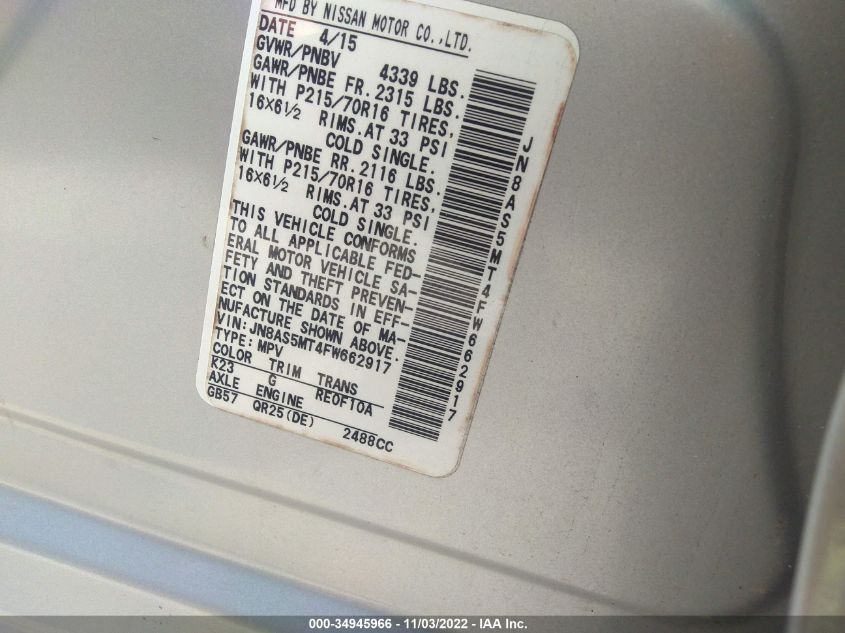 MFD BY NISSAN MOTOR CO.,LTD.
DATE 4/15
GVWR/PNBV 4339 LBS.
GAWR/PNBE FR. 2315 LBS.
WITH P215/70R16 TIRES,
16X6½ RIMS.AT 33 PSI
COLD SINGLE.
GAWR/PNBE RR. 2116 LBS.
WITH P215/70R16 TIRES,
16X6½ RIMS.AT 33 PSI
COLD SINGLE.
THIS VEHICLE CONFORMS
TO ALL APPLICABLE FED-
ERAL MOTOR VEHICLE SA-
FETY AND THEFT PREVEN-
TION STANDARDS IN EFF-
ECT ON THE DATE OF MA-
NUFACTURE SHOWN ABOVE.
VIN: JN8AS5MT4FW662917
TYPE: MPV
COLOR TRIM TRANS
K23 G RE0F10A
AXLE ENGINE
GB57 QR25(DE) 2488CC
JN8AS5MT4FW662917
000-34945966 - 11/03/2022 - IAA Inc.